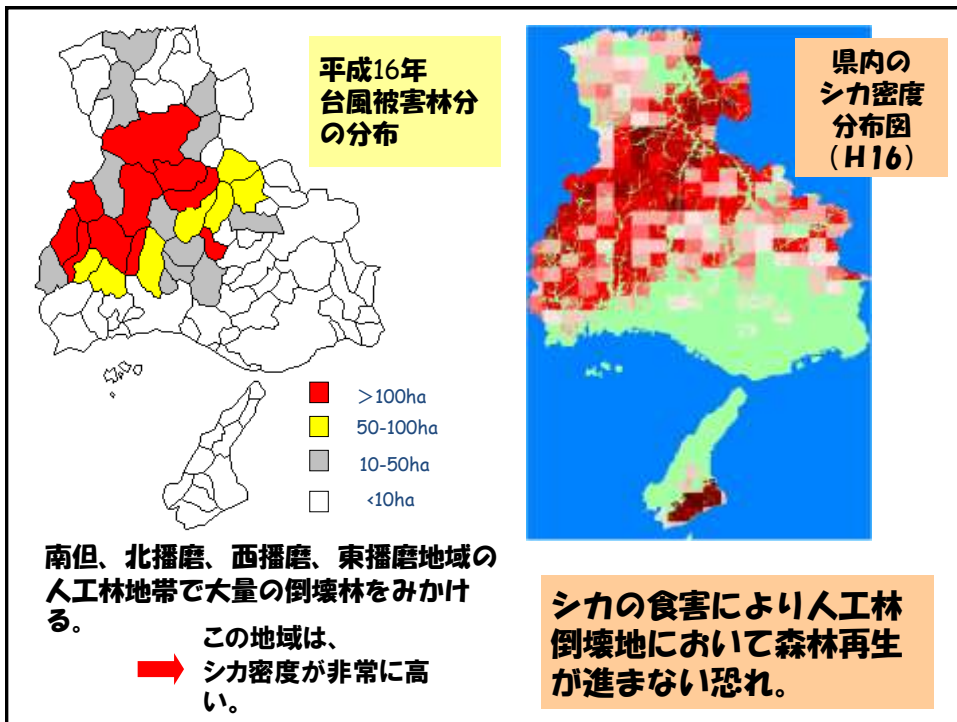 平成16年
台風被害林分
の分布
県内の
シカ密度
分布図
（H16）
＞100ha
50-100ha
10-50ha
<10ha
南但、北播磨、西播磨、東播磨地域の
人工林地帯で大量の倒壊林をみかけ
る。
この地域は、
シカ密度が非常に高
い。
シカの食害により人工林
倒壊地において森林再生
が進まない恐れ。